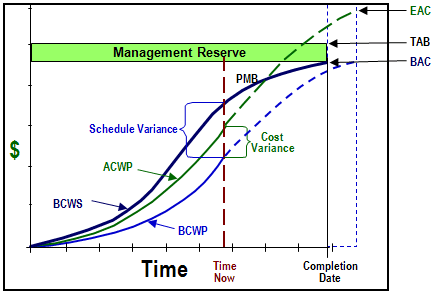 EAC
TAB
Management Reserve
BAC
PMB
Schedule Variance
Cost
Variance
$
ACWP
BCWS
BCWP
Time
Time
Now
Completion
Date